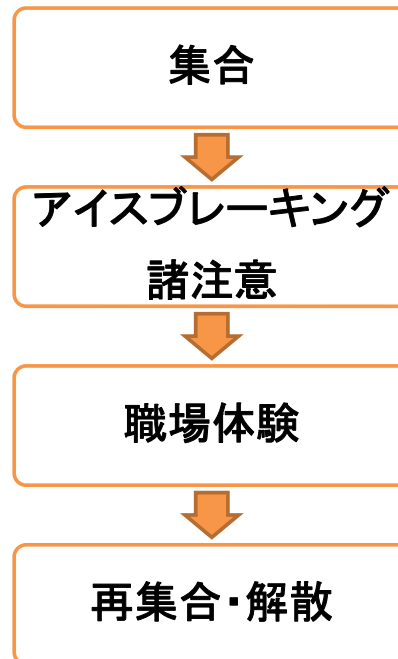 集合
アイスブレーキング
諸注意
職場体験
再集合・解散